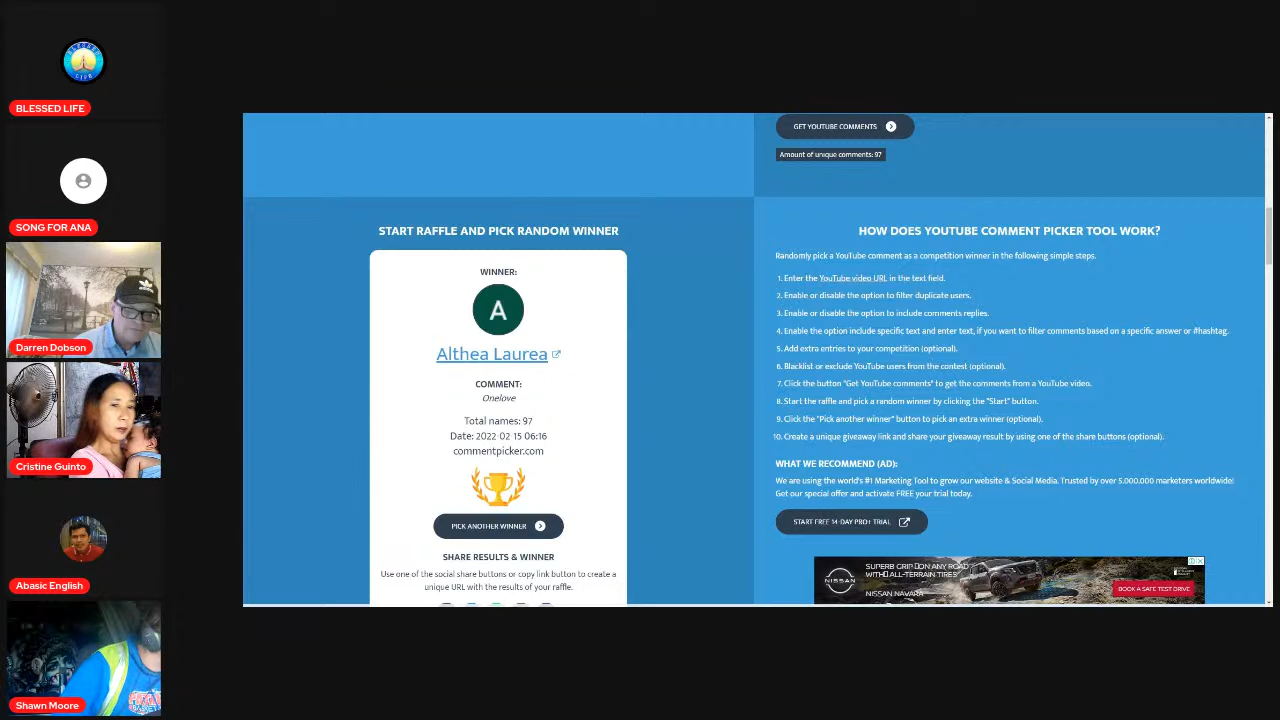 BLESSED LIFE
BLESSED LIFE
SONG FOR ANA
Darren Dobson
Cristine Guinto
Abasic English
Shawn Moore
GET YOUTUBE COMMENTS
Amount of unique comments: 97
START RAFFLE AND PICK RANDOM WINNER
WINNER:
A
Althea Laurea
COMMENT:
Onelove
Total names: 97
Date: 2022-02-15 06:16
commentpicker.com
PICK ANOTHER WINNER
SHARE RESULTS & WINNER
Use one of the social share buttons or copy link button to create a
unique URL with the results of your raffle.
HOW DOES YOUTUBE COMMENT PICKER TOOL WORK?
Randomly pick a YouTube comment as a competition winner in the following simple steps.
1. Enter the YouTube video URL in the text field.
2. Enable or disable the option to filter duplicate users.
3. Enable or disable the option to include comments replies.
4. Enable the option include specific text and enter text, if you want to filter comments based on a specific answer or #hashtag.
5. Add extra entries to your competition (optional).
6. Blacklist or exclude YouTube users from the contest (optional).
7. Click the button "Get YouTube comments" to get the comments from a YouTube video.
8. Start the raffle and pick a random winner by clicking the "Start" button.
9. Click the "Pick another winner" button to pick an extra winner (optional).
10. Create a unique giveaway link and share your giveaway result by using one of the share buttons (optional).
WHAT WE RECOMMEND (AD):
We are using the world's #1 Marketing Tool to grow our website & Social Media. Trusted by over 5.000.000 marketers worldwide!
Get our special offer and activate FREE your trial today.
START FREE 14-DAY PRO+ TRIAL
NISSAN
SUPERB GRIP ON ANY ROAD
WITH ALL-TERRAIN TIRES
NISSAN NAVARA
BOOK A SAFE TEST DRIVE